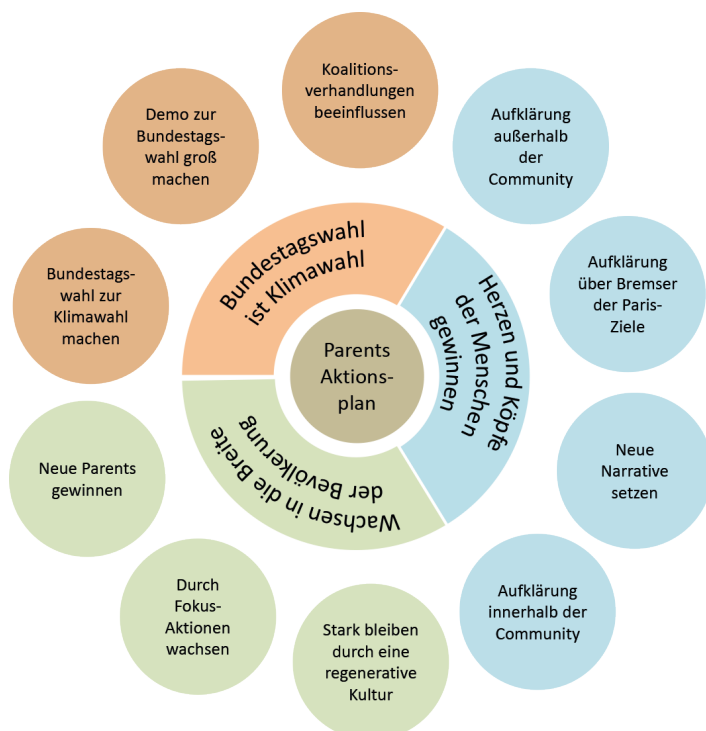 Koalitions-
verhandlungen
beeinflussen
Demo zur
Bundestags-
wahl groß
machen
Aufklärung
außerhalb
der
Community
Bundestagswahl
ist Klimawahl
Herzen und Köpfe
der Menschen
gewinnen
Aufklärung
über Bremser
der Paris-
Ziele
Bundestags-
wahl zur
Klimawahl
machen
Parents
Aktions-
plan
Wachsen in die Breite
der Bevölkerung
Neue Parents
gewinnen
Neue
Narrative
setzen
Durch
Fokus-
Aktionen
wachsen
Stark bleiben
durch eine
regenerative
Kultur
Aufklärung
innerhalb der
Community